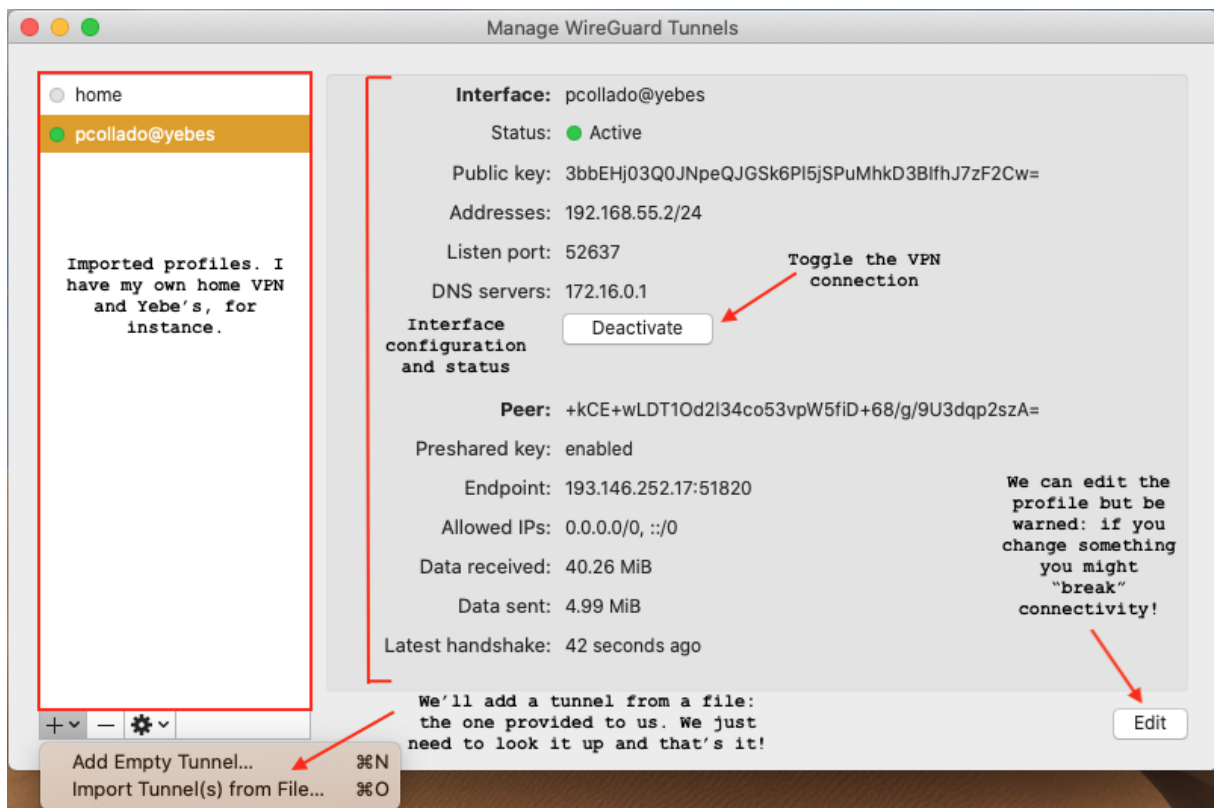 Manage WireGuard Tunnels
home
pcollado@yebes
Imported profiles. I
have my own home VPN
and Yebe's, for
instance.
Interface: pcollado@yebes
Status: Active
Public key: 3bbEHj03Q0JNpeQJGSk6Pl5jSPuMhkD3BIfhJ7zF2Cw=
Addresses: 192.168.55.2/24
Listen port: 52637
DNS servers: 172.16.0.1
Toggle the VPN
connection
Interface
configuration
and status
Deactivate
Peer: +kCE+wLDT1Od2l34co53vpW5fiD+68/g/9U3dqp2szA=
Preshared key: enabled
Endpoint: 193.146.252.17:51820
Allowed IPs: 0.0.0.0/0, ::/0
Data received: 40.26 MiB
Data sent: 4.99 MiB
Latest handshake: 42 seconds ago
We can edit the
profile but be
warned: if you
change something
you might
“break”
connectivity!
We'll add a tunnel from a file:
the one provided to us. We just
need to look it up and that's it!
Edit
Add Empty Tunnel... ⌘N
Import Tunnel(s) from File... ⌘O